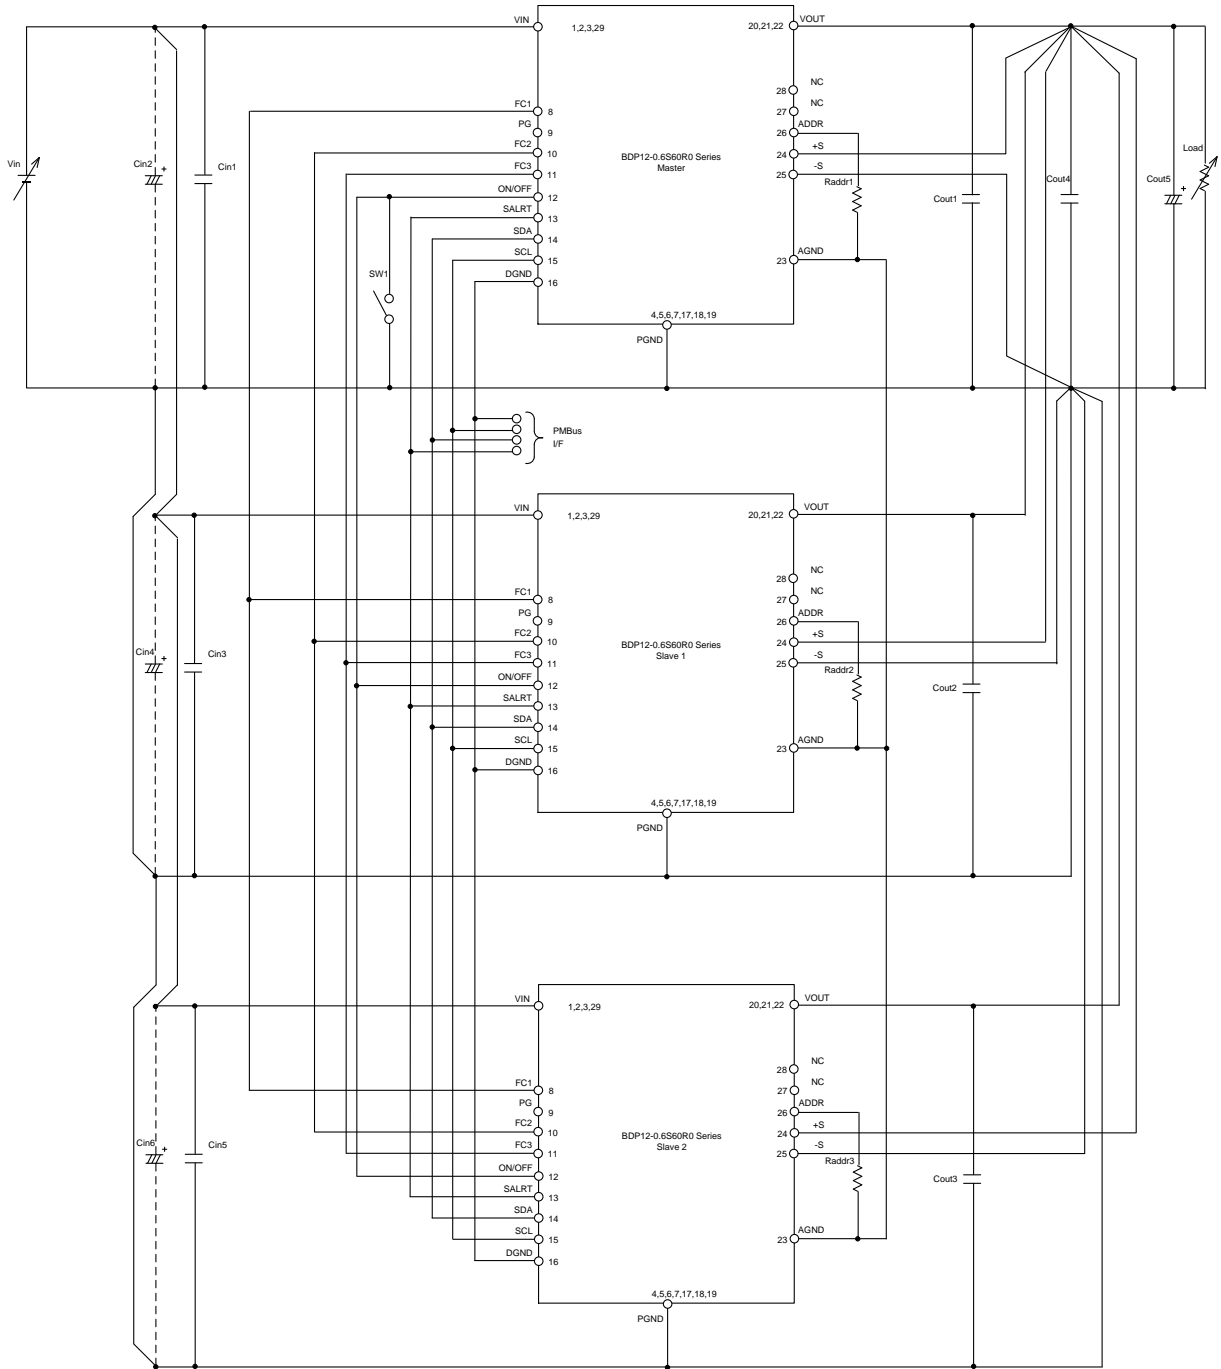 VIN
1,2,3,29
20,21,22
VOUT
28
NC
27
NC
26
ADDR
24
+S
25
-S
23
AGND
FC1
8
PG
9
FC2
10
FC3
11
ON/OFF
12
SALRT
13
SDA
14
SCL
15
DGND
16
BDP12-0.6S60R0 Series
Master
4,5,6,7,17,18,19
PGND
Vin
Cin2
+
Cin1
SW1
Raddr1
Cout1
Cout4
Cout5
+
Load
PMBus
I/F
VIN
1,2,3,29
20,21,22
VOUT
28
NC
27
NC
26
ADDR
24
+S
25
-S
23
AGND
FC1
8
PG
9
FC2
10
FC3
11
ON/OFF
12
SALRT
13
SDA
14
SCL
15
DGND
16
BDP12-0.6S60R0 Series
Slave 1
4,5,6,7,17,18,19
PGND
Cin4
+
Cin3
Raddr2
Cout2
VIN
1,2,3,29
20,21,22
VOUT
28
NC
27
NC
26
ADDR
24
+S
25
-S
23
AGND
FC1
8
PG
9
FC2
10
FC3
11
ON/OFF
12
SALRT
13
SDA
14
SCL
15
DGND
16
BDP12-0.6S60R0 Series
Slave 2
4,5,6,7,17,18,19
PGND
Cin6
+
Cin5
Raddr3
Cout3